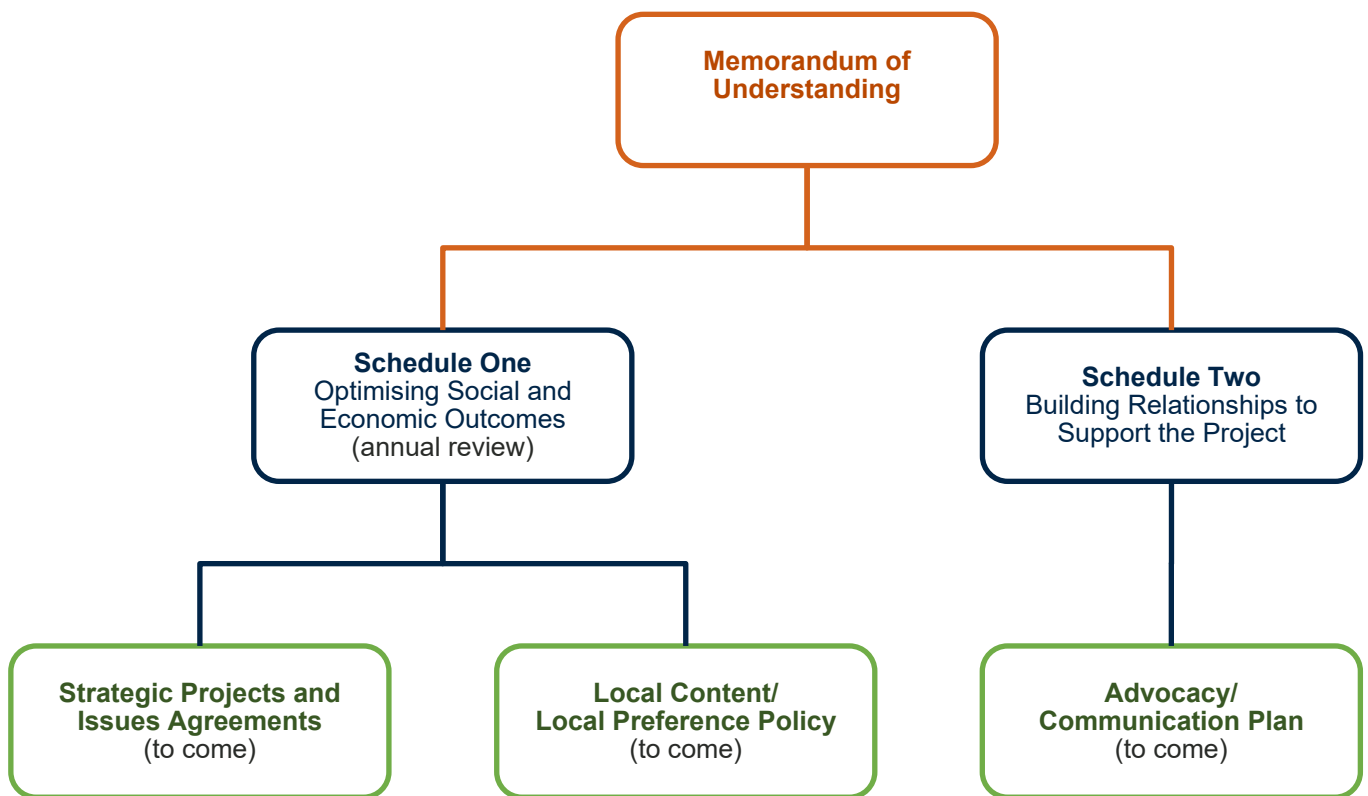 Memorandum of
Understanding
Schedule One
Optimising Social and
Economic Outcomes
(annual review)
Schedule Two
Building Relationships to
Support the Project
Strategic Projects and
Issues Agreements
(to come)
Local Content/
Local Preference Policy
(to come)
Advocacy/
Communication Plan
(to come)